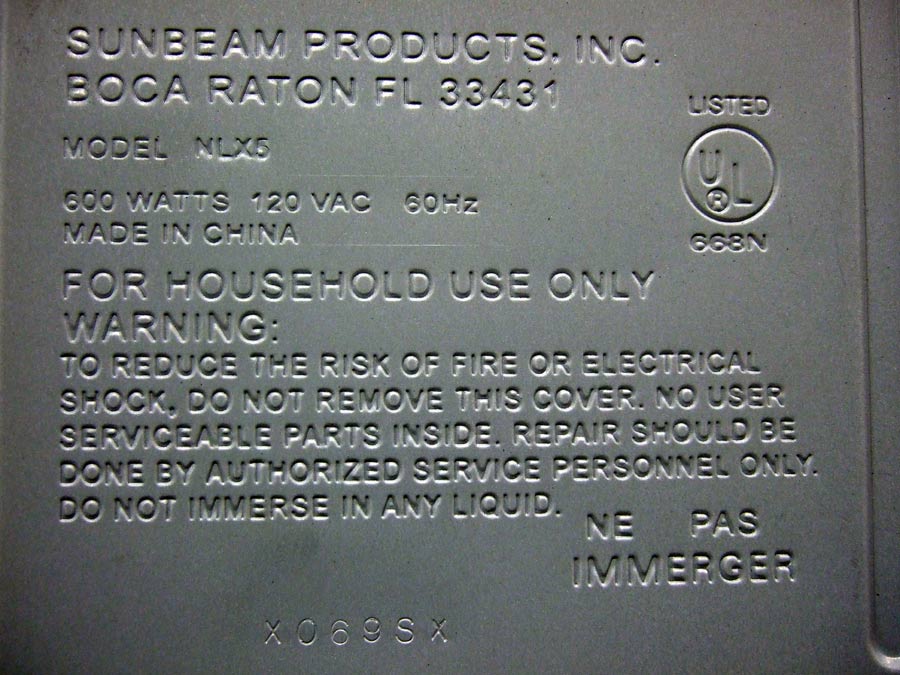 SUNBEAM PRODUCTS, INC.
BOCA RATON FL 33431
LISTED
MODEL NLX5
UL
®
600 WATTS 120 VAC 60Hz
MADE IN CHINA
668N
FOR HOUSEHOLD USE ONLY
WARNING:
TO REDUCE THE RISK OF FIRE OR ELECTRICAL
SHOCK, DO NOT REMOVE THIS COVER. NO USER
SERVICEABLE PARTS INSIDE. REPAIR SHOULD BE
DONE BY AUTHORIZED SERVICE PERSONNEL ONLY.
DO NOT IMMERSE IN ANY LIQUID.
NE PAS
IMMERGER
X069SX